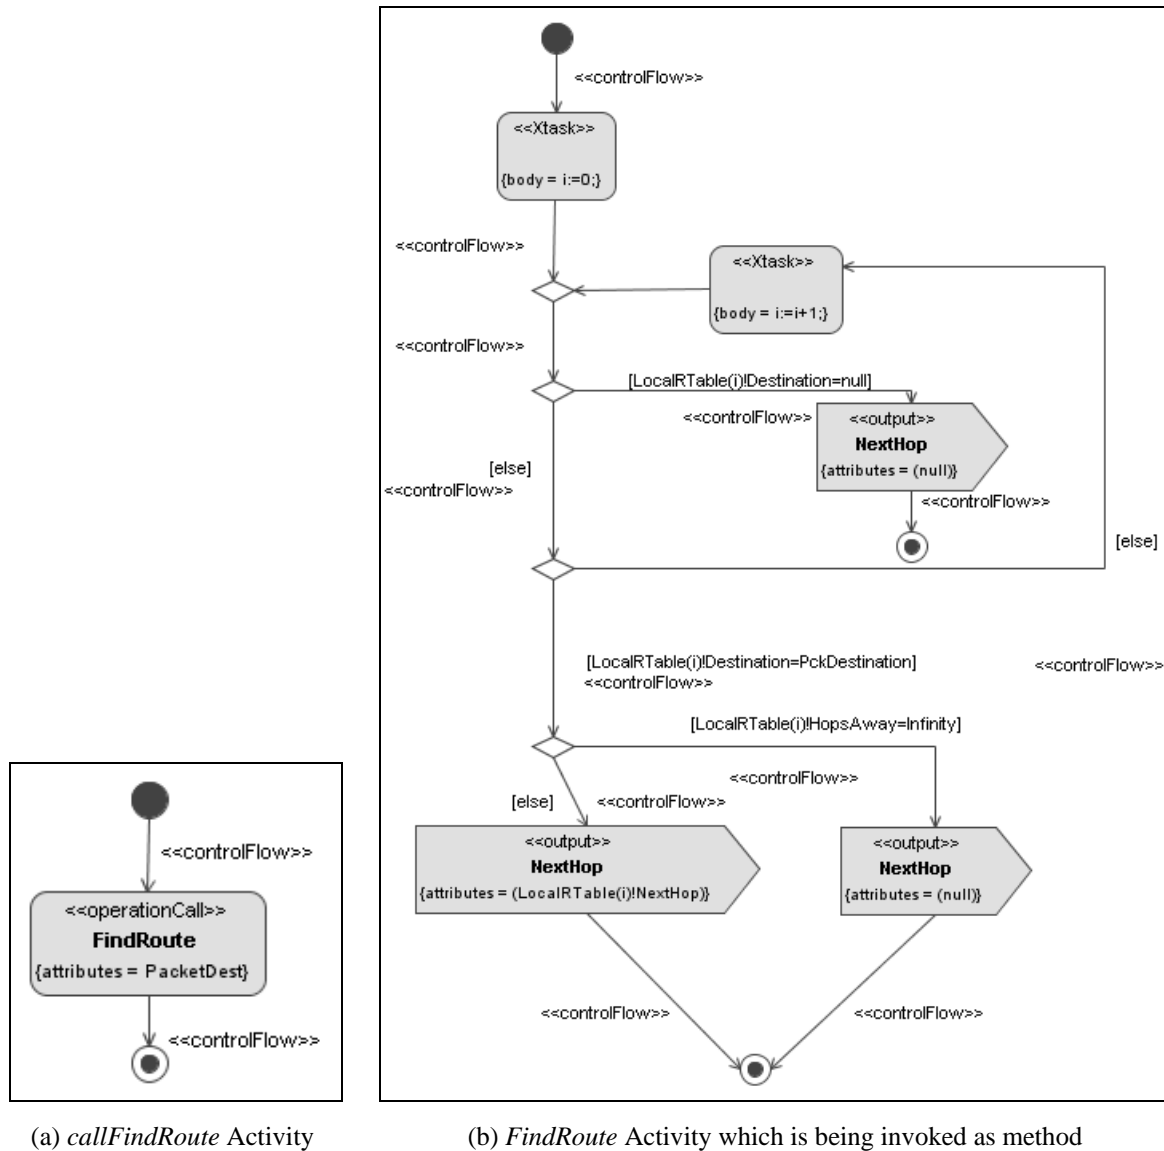 <<controlFlow>>
<<Xtask>>
{body = i:=0;}
<<controlFlow>>
<<Xtask>>
{body = i:=i+1;}
<<controlFlow>>
[LocalRTable(i)!Destination=null]
<<controlFlow>>
<<output>>
NextHop
{attributes = (null)}
[else]
<<controlFlow>>
<<controlFlow>>
[else]
[LocalRTable(i)!Destination=PckDestination]
<<controlFlow>>
<<controlFlow>>
[LocalRTable(i)!HopsAway=Infinity]
<<controlFlow>>
[else]
<<controlFlow>>
<<output>>
NextHop
{attributes = (LocalRTable(i)!NextHop)}
<<output>>
NextHop
{attributes = (null)}
<<controlFlow>>
<<controlFlow>>
<<controlFlow>>
<<operationCall>>
FindRoute
{attributes = PacketDest}
<<controlFlow>>
(a) callFindRoute Activity
(b) FindRoute Activity which is being invoked as method